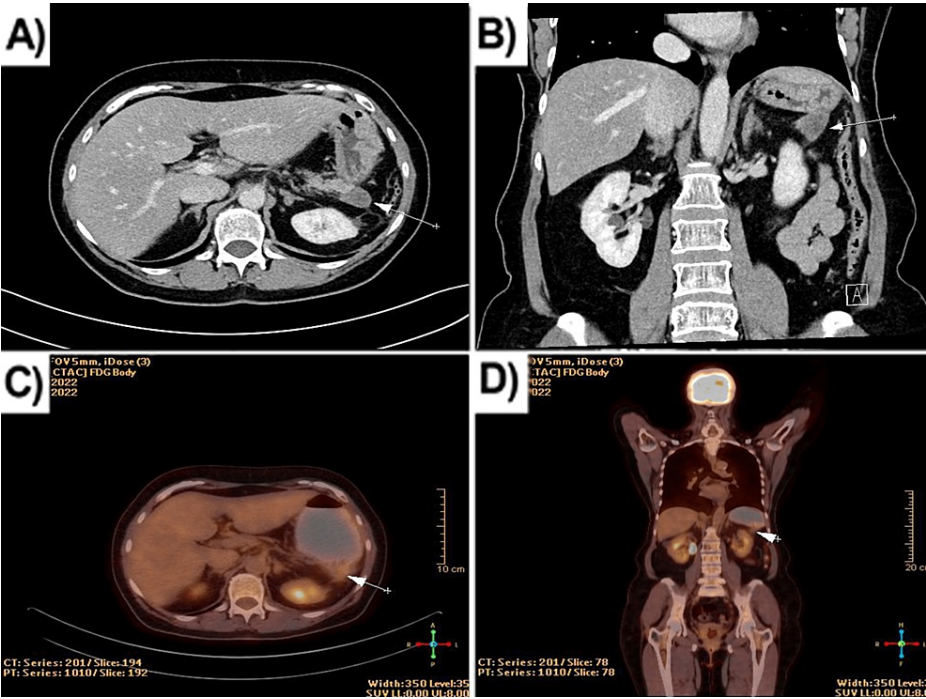 A)
B)
A
C)
FOV 5mm, iDose (3)
CTAC] FDG Body
2022
2022
10 cm
A
R L
P
CT: Series: 201/ Slice:194
PT: Series: 1010/ Slice: 192
Width:350 Level:35
SUV LL:0.00 UL:8.00
D)
OV 5mm, iDose (3)
CTAC] FDG Body
2022
2022
20 c
H
R L
F
CT: Series: 201/ Slice: 78
PT: Series: 1010/ Slice: 78
Width:350 Level:3
SUV LL:0.00 UL:8.